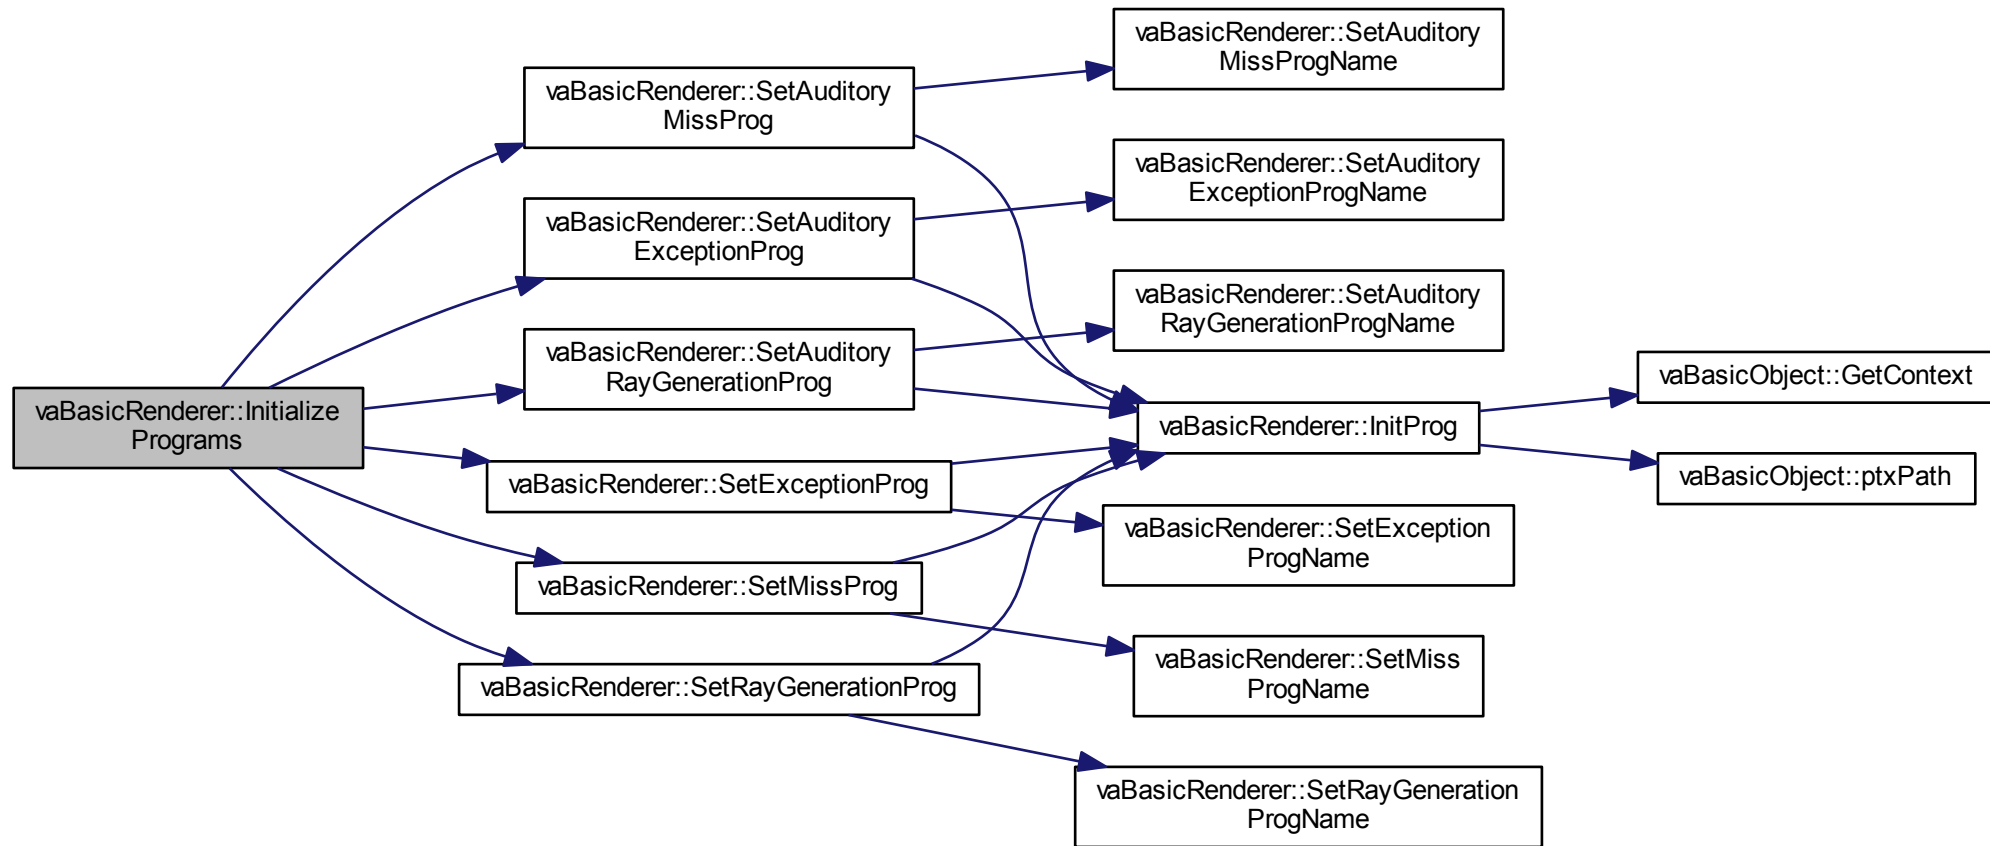 vaBasicRenderer::Initialize
Programs
vaBasicRenderer::SetAuditory
MissProg
vaBasicRenderer::SetAuditory
ExceptionProg
vaBasicRenderer::SetAuditory
RayGenerationProg
vaBasicRenderer::SetExceptionProg
vaBasicRenderer::SetMissProg
vaBasicRenderer::SetRayGenerationProg
vaBasicRenderer::SetAuditory
MissProgName
vaBasicRenderer::SetAuditory
ExceptionProgName
vaBasicRenderer::SetAuditory
RayGenerationProgName
vaBasicRenderer::InitProg
vaBasicRenderer::SetException
ProgName
vaBasicRenderer::SetMiss
ProgName
vaBasicRenderer::SetRayGeneration
ProgName
vaBasicObject::GetContext
vaBasicObject::ptxPath